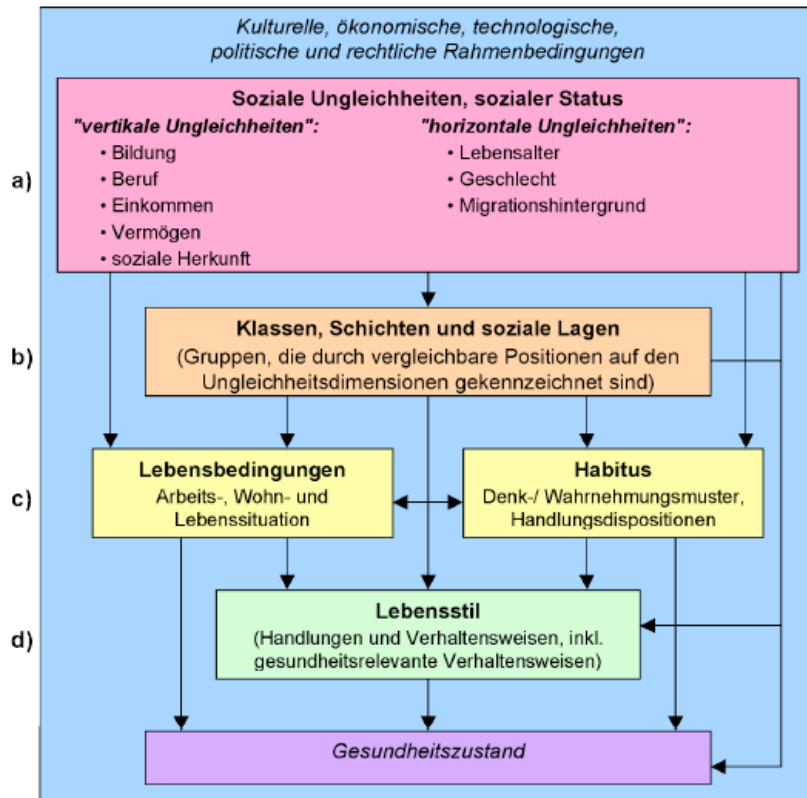 Kulturelle, ökonomische, technologische,
politische und rechtliche Rahmenbedingungen
Soziale Ungleichheiten, sozialer Status
"vertikale Ungleichheiten":
• Bildung
• Beruf
• Einkommen
• Vermögen
• soziale Herkunft
"horizontale Ungleichheiten":
• Lebensalter
• Geschlecht
• Migrationshintergrund
a)
Klassen, Schichten und soziale Lagen
(Gruppen, die durch vergleichbare Positionen auf den
Ungleichheitsdimensionen gekennzeichnet sind)
b)
Lebensbedingungen
Arbeits-, Wohn- und
Lebenssituation
Habitus
Denk-/ Wahrnehmungsmuster,
Handlungsdispositionen
c)
Lebensstil
(Handlungen und Verhaltensweisen, inkl.
gesundheitsrelevante Verhaltensweisen)
d)
Gesundheitszustand